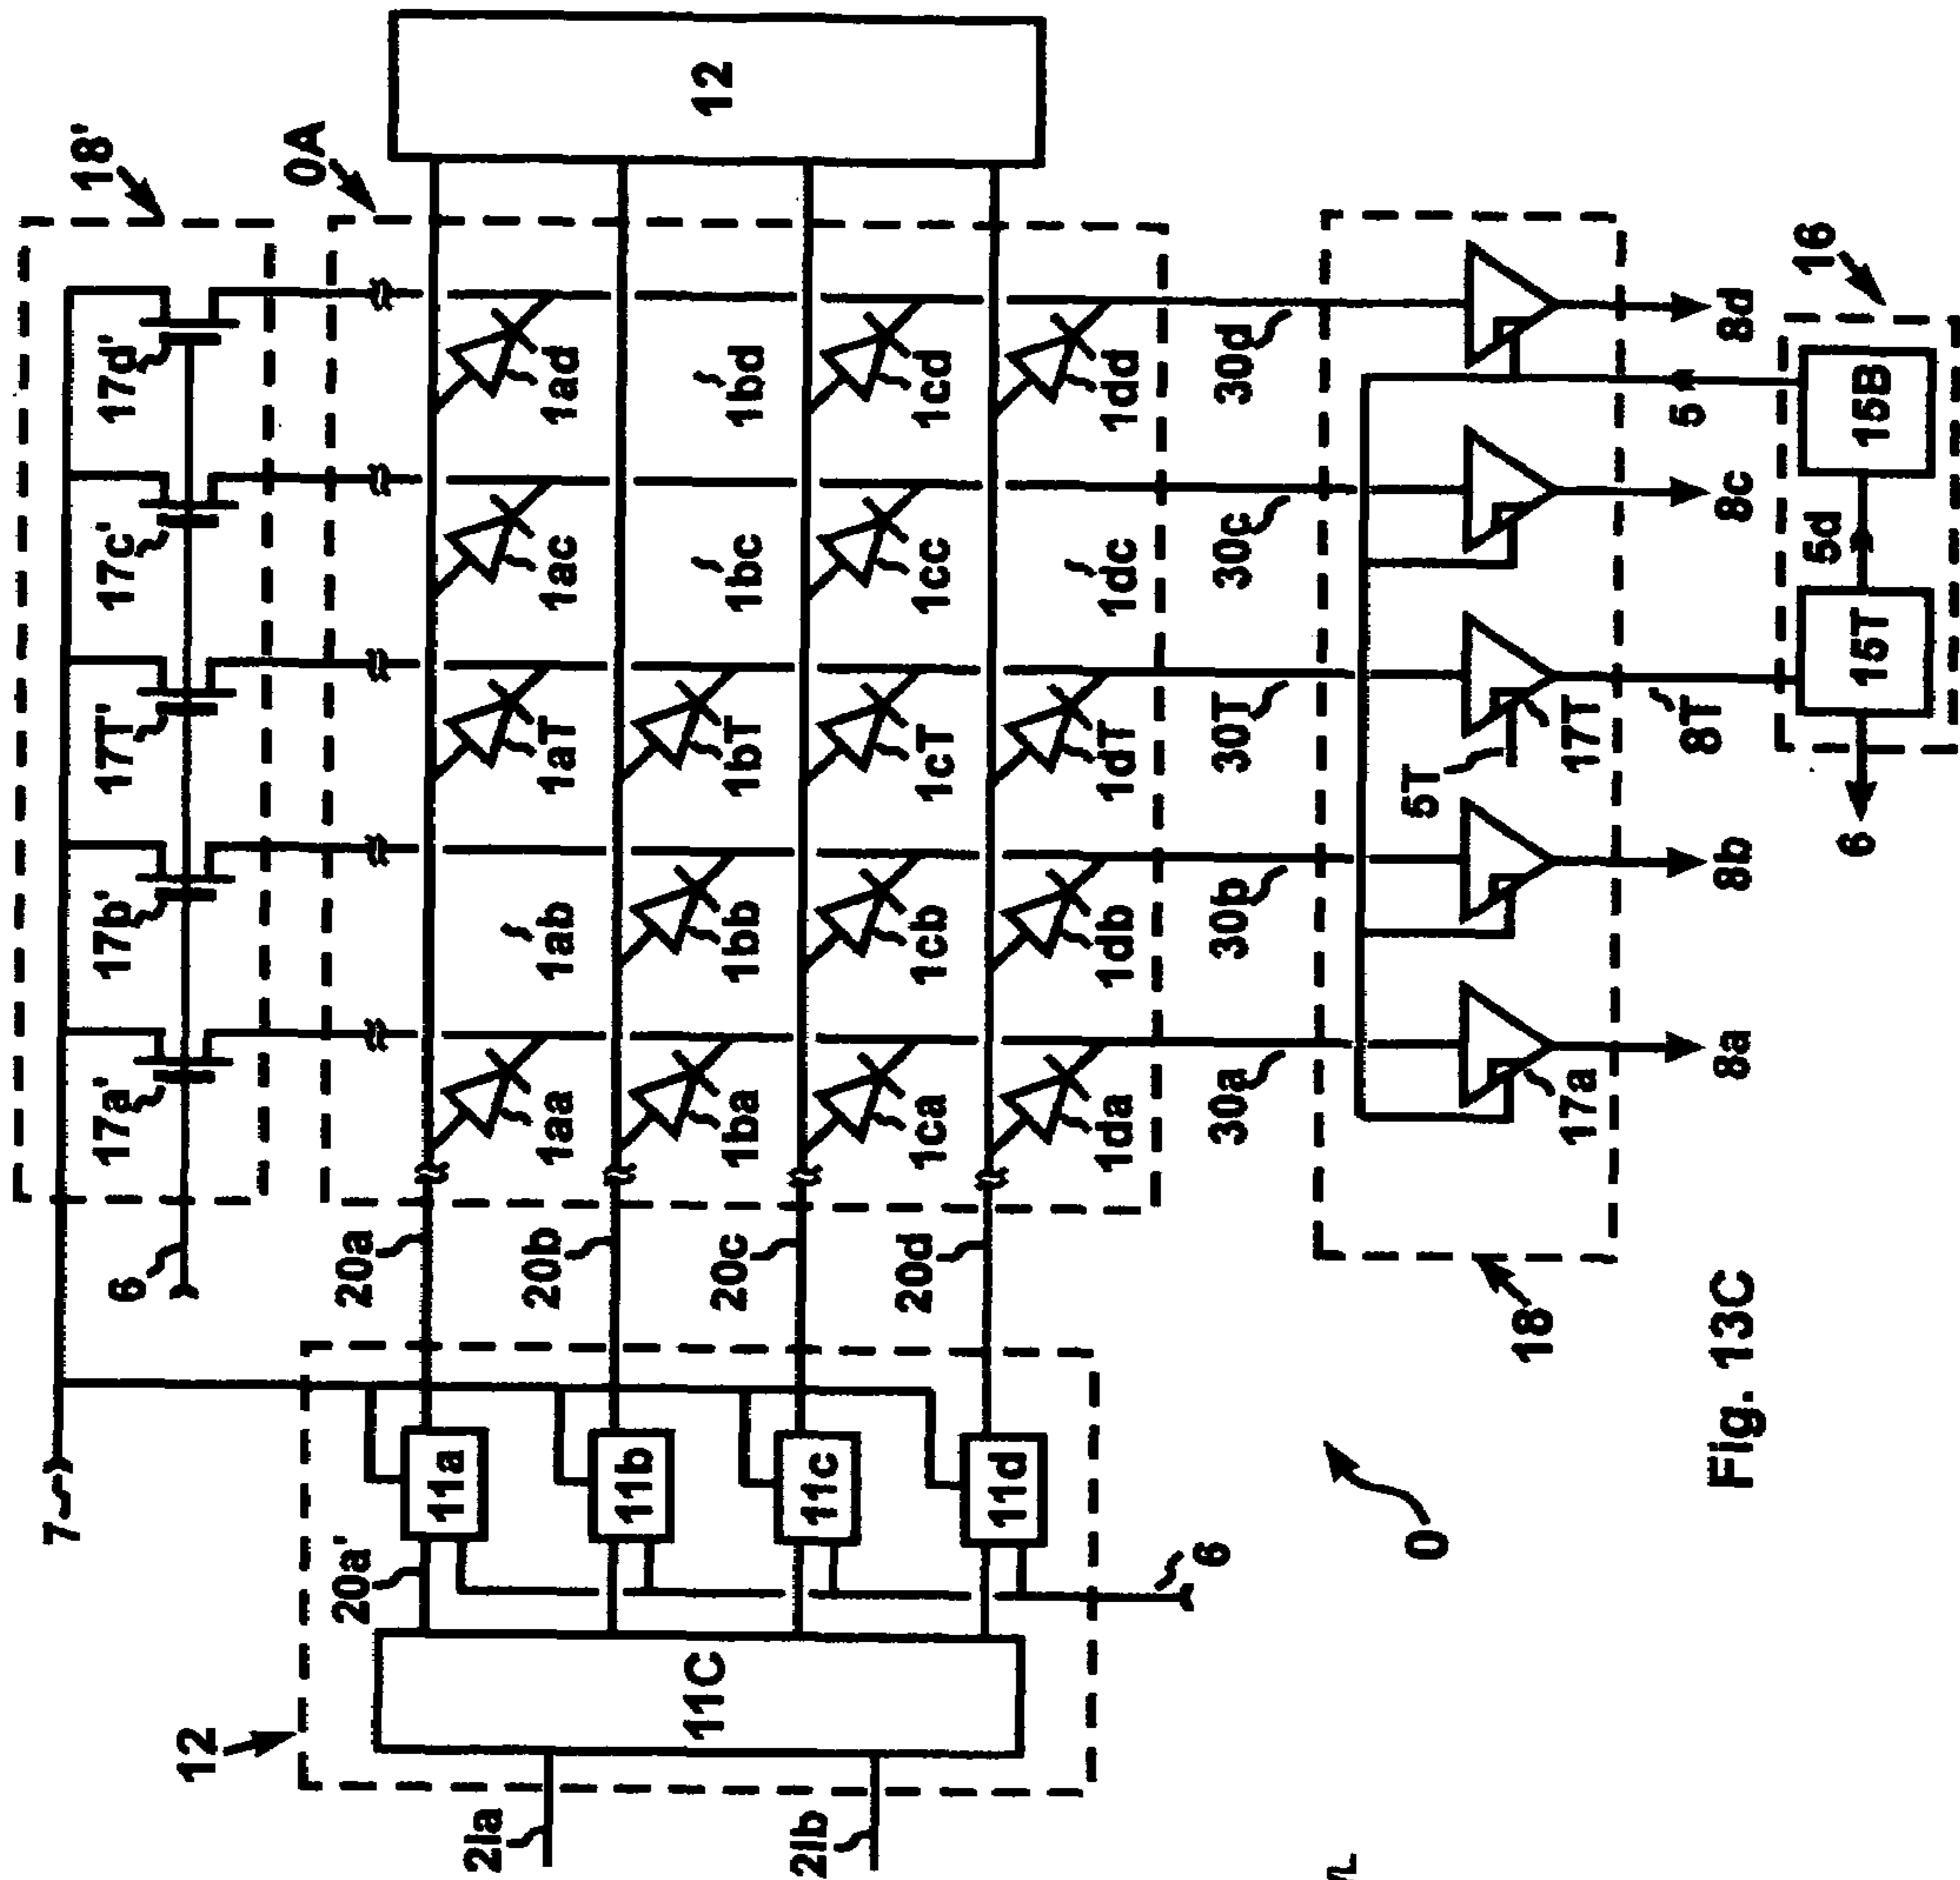 18'
7
17a'
17b'
17T'
17c'
17d'
6
12
0A
20a'
20a
11a
21a
1aa
1ab
1aT
1ac
1ad
20b
11b
11C
12
1ba
1bb
1bT
1bc
1bd
20c
11c
21b
1ca
1cb
1cT
1cc
1cd
20d
11d
1da
1db
1dT
1dc
1dd
6
30a
30b
30T
30c
30d
0
5T
18
17a
17T
5
8a
8b
8T
8c
8d
Fig. 13C
16
5d
6
15T
15B